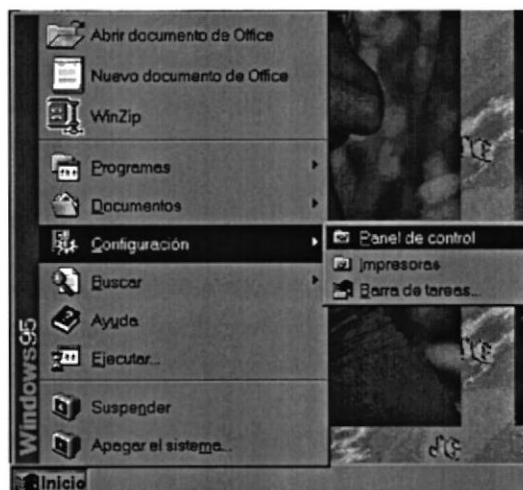 Abrir documento de Office
Nuevo documento de Office
WinZip
Programas
Documentos
Configuración
Panel de control
Impresoras
Barra de tareas...
Buscar
Ayuda
Ejecutar...
Suspender
Apagar el sistema...
Windows95
Inicio